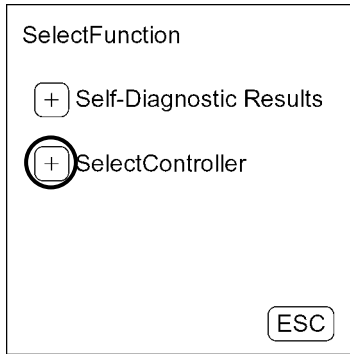 SelectFunction
+ Self-Diagnostic Results
+ SelectController
ESC